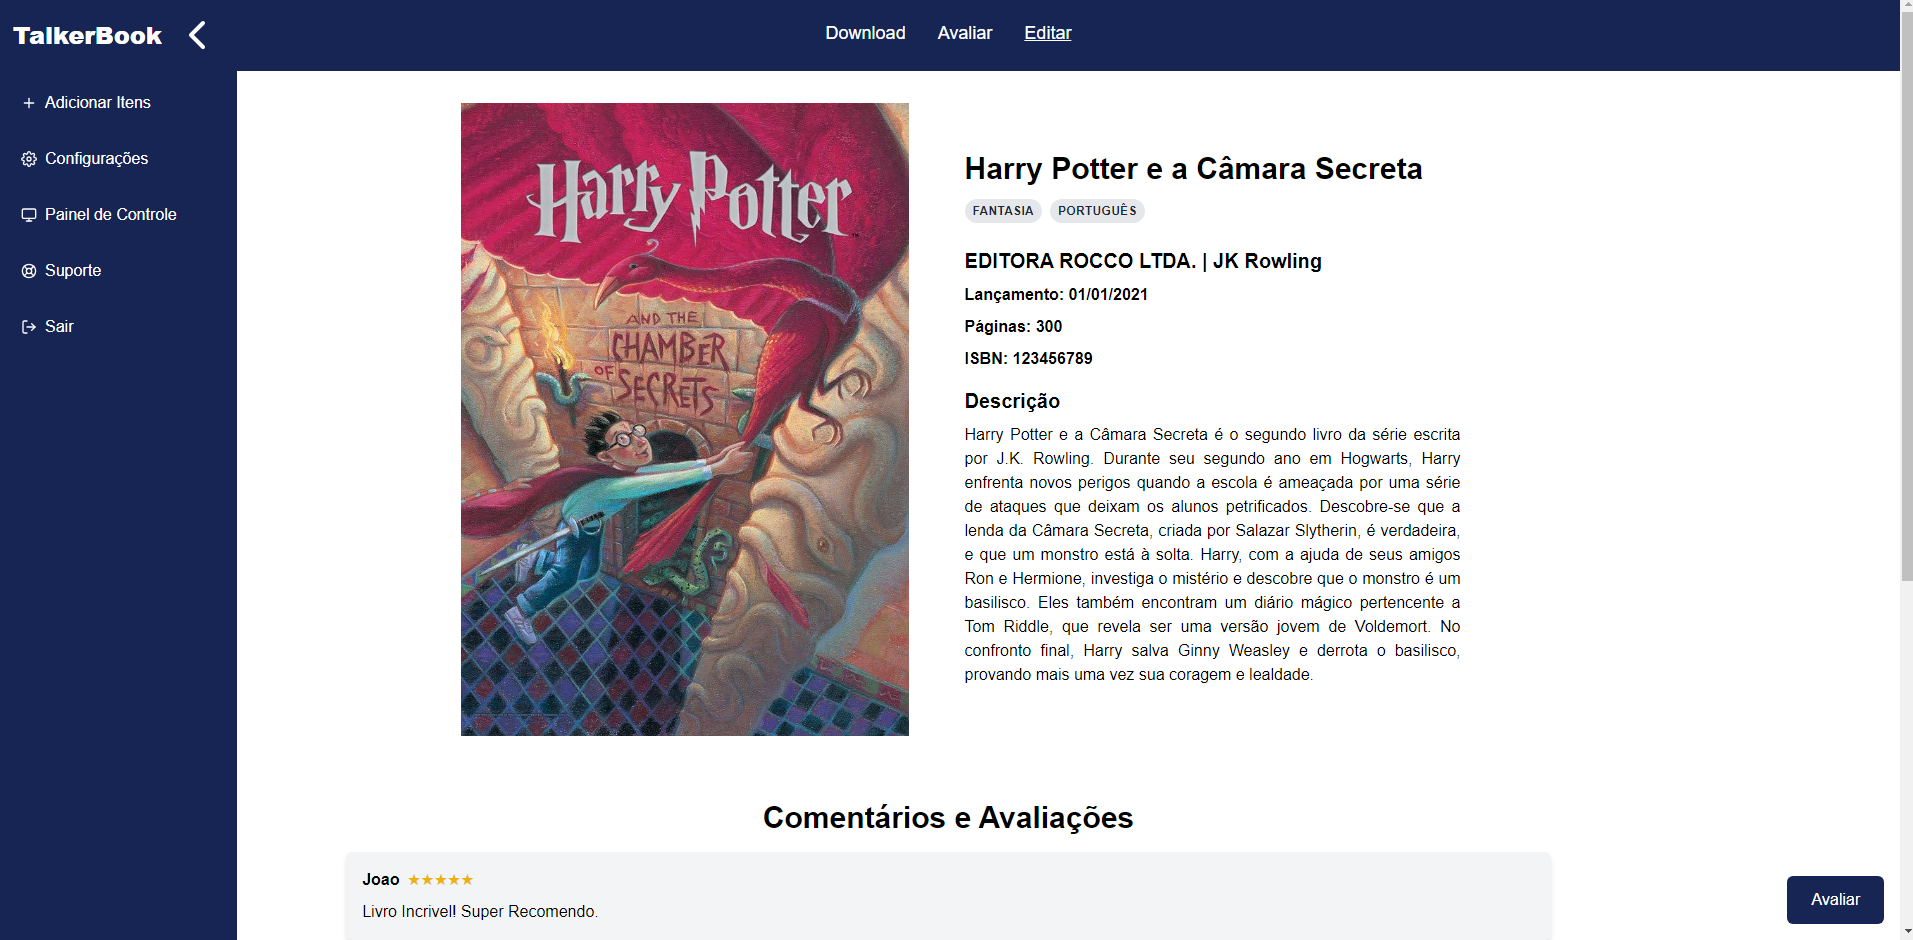 TalkerBook
Download Avaliar Editar
Adicionar Itens
Configurações
Painel de Controle
Suporte
Sair
Harry Potter
AND THE
CHAMBER
OF SECRETS
Harry Potter e a Câmara Secreta
FANTASIA PORTUGUÊS
EDITORA ROCCO LTDA. | JK Rowling
Lançamento: 01/01/2021
Páginas: 300
ISBN: 123456789
Descrição
Harry Potter e a Câmara Secreta é o segundo livro da série escrita
por J.K. Rowling. Durante seu segundo ano em Hogwarts, Harry
enfrenta novos perigos quando a escola é ameaçada por uma série
de ataques que deixam os alunos petrificados. Descobre-se que a
lenda da Câmara Secreta, criada por Salazar Slytherin, é verdadeira,
e que um monstro está à solta. Harry, com a ajuda de seus amigos
Ron e Hermione, investiga o mistério e descobre que o monstro é um
basilisco. Eles também encontram um diário mágico pertencente a
Tom Riddle, que revela ser uma versão jovem de Voldemort. No
confronto final, Harry salva Ginny Weasley e derrota o basilisco,
provando mais uma vez sua coragem e lealdade.
Comentários e Avaliações
Joao ★★★★★
Livro Incrivel! Super Recomendo.
Avaliar